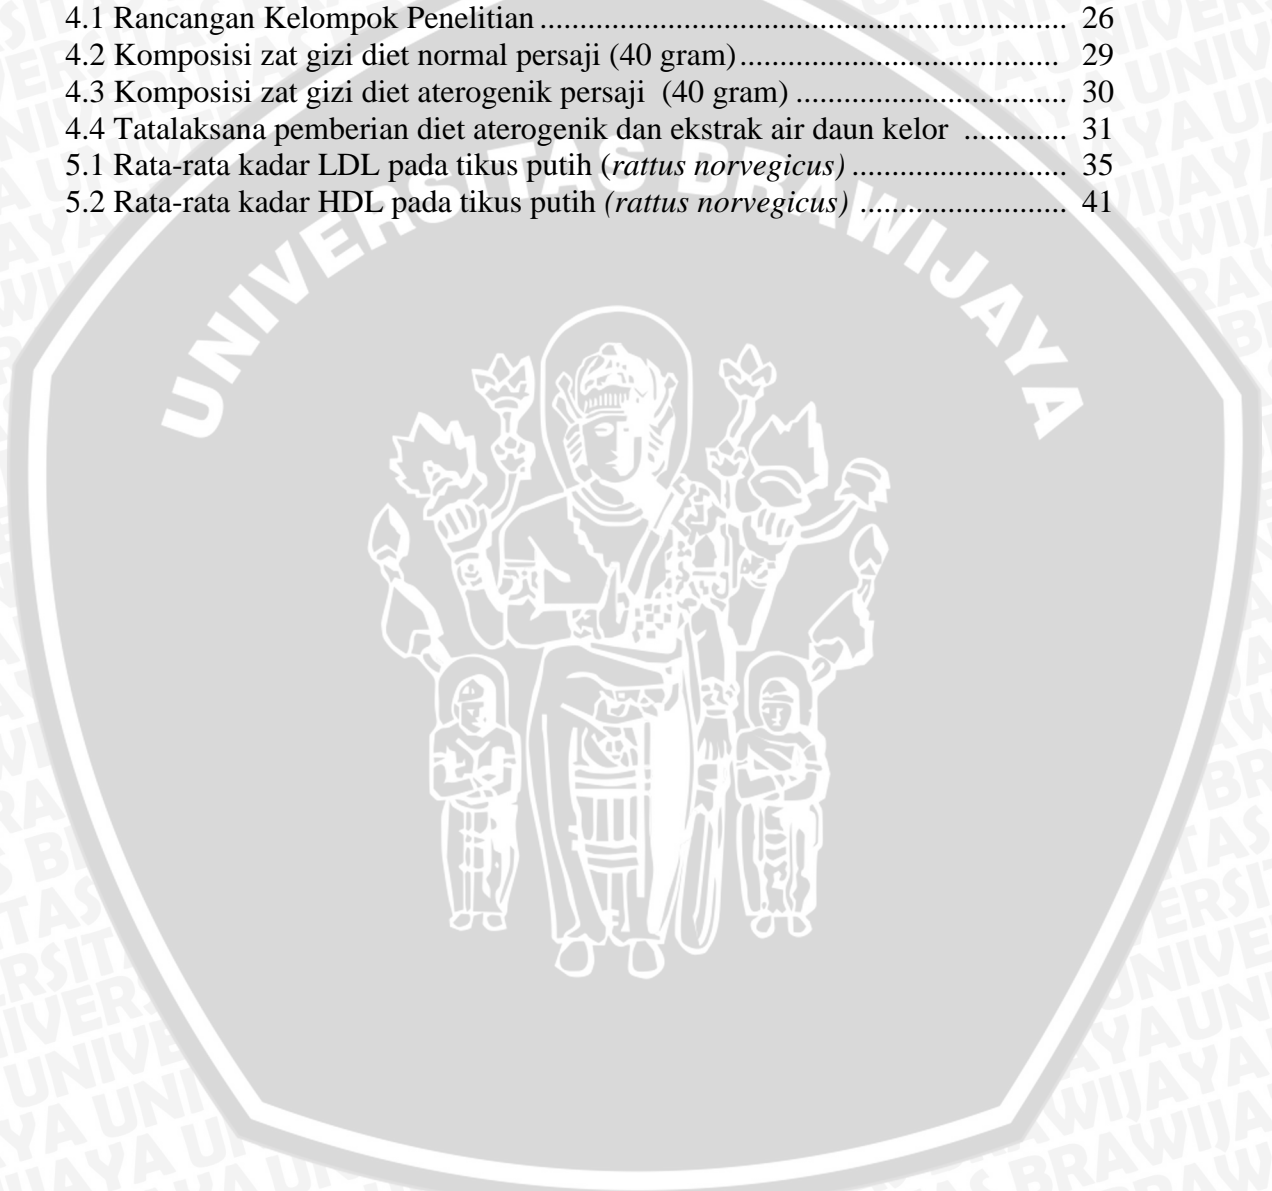 4.1 Rancangan Kelompok Penelitian ................................................................. 26
4.2 Komposisi zat gizi diet normal persaji (40 gram) ....................................... 29
4.3 Komposisi zat gizi diet aterogenik persaji  (40 gram) ................................. 30
4.4 Tatalaksana pemberian diet aterogenik dan ekstrak air daun kelor  ............. 31
5.1 Rata-rata kadar LDL pada tikus putih (rattus norvegicus) .......................... 35
5.2 Rata-rata kadar HDL pada tikus putih (rattus norvegicus)  ......................... 41
UNIVERSITAS BRAWIJAYA